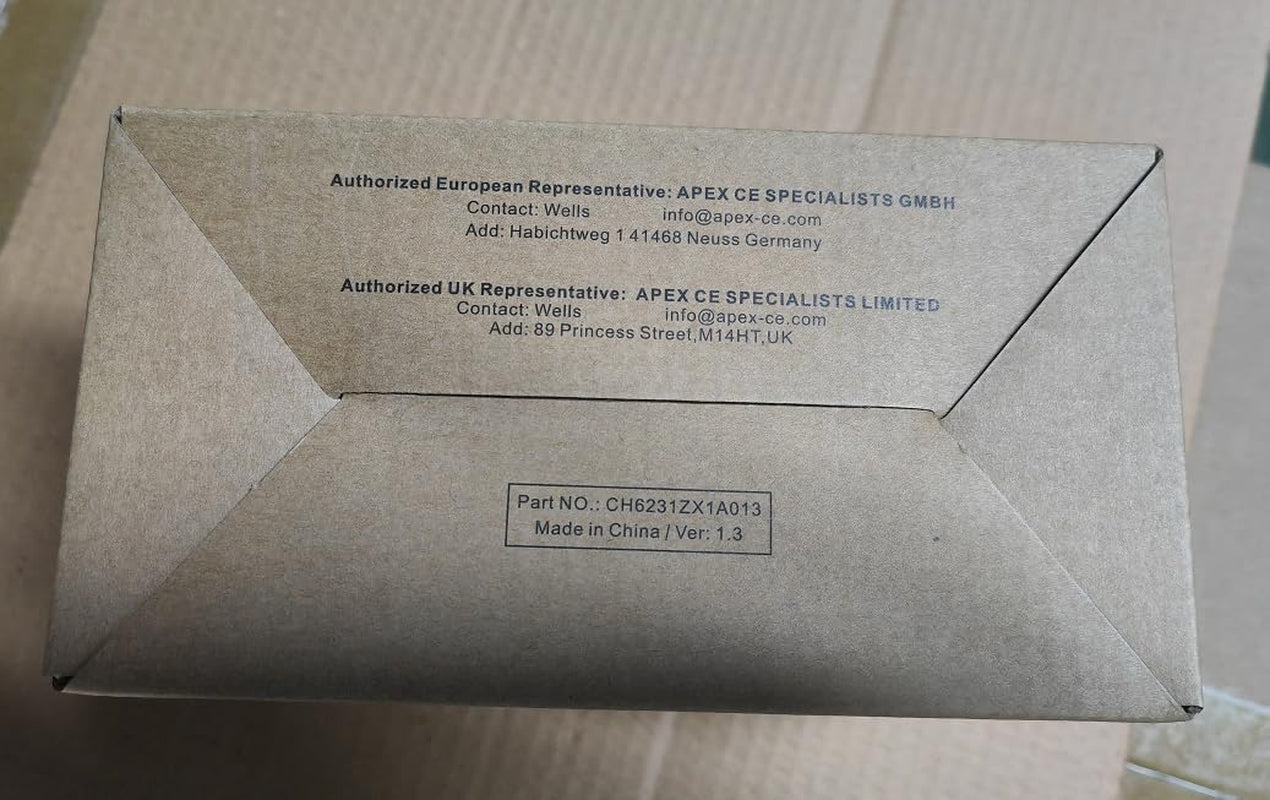 Authorized European Representative: APEX CE SPECIALISTS GMBH
Contact: Wells info@apex-ce.com
Add: Habichtweg 1 41468 Neuss Germany
Authorized UK Representative: APEX CE SPECIALISTS LIMITED
Contact: Wells info@apex-ce.com
Add: 89 Princess Street,M14HT,UK
Part NO.: CH6231ZX1A013
Made in China / Ver: 1.3